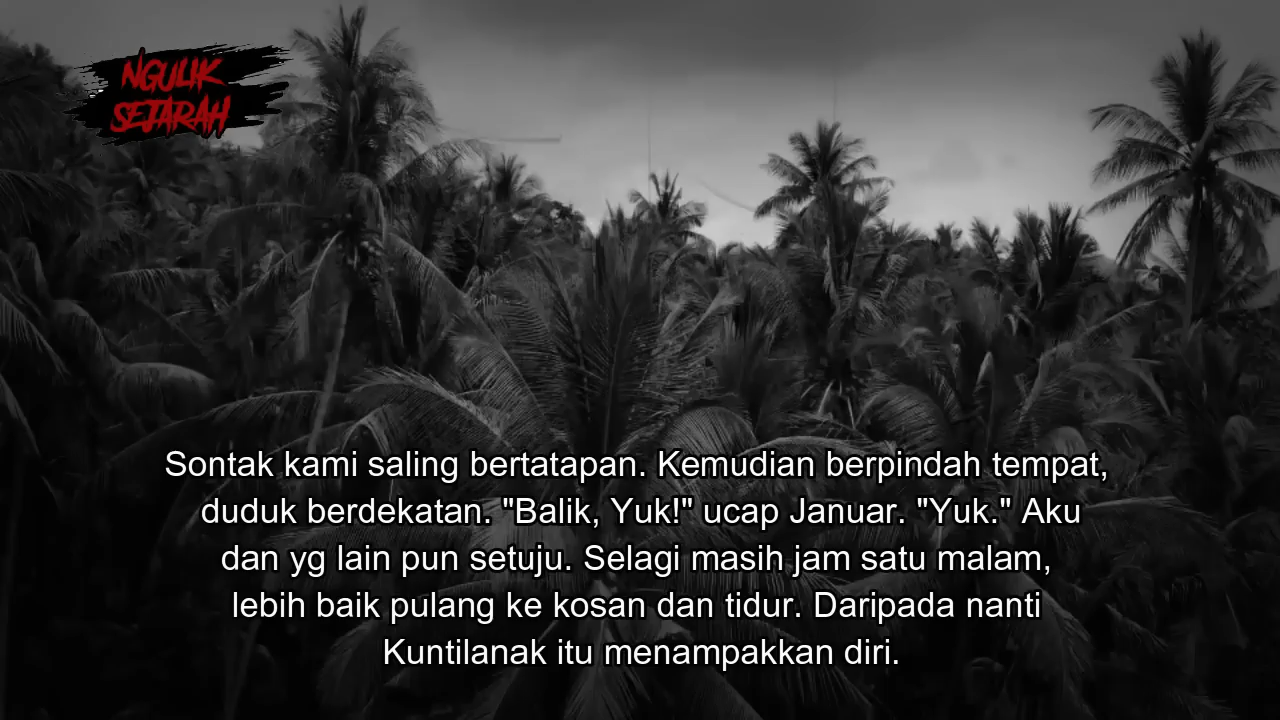 NGULIK
SEJARAH
Sontak kami saling bertatapan. Kemudian berpindah tempat,
duduk berdekatan. "Balik, Yuk!" ucap Januar. "Yuk." Aku
dan yg lain pun setuju. Selagi masih jam satu malam,
lebih baik pulang ke kosan dan tidur. Daripada nanti
Kuntilanak itu menampakkan diri.